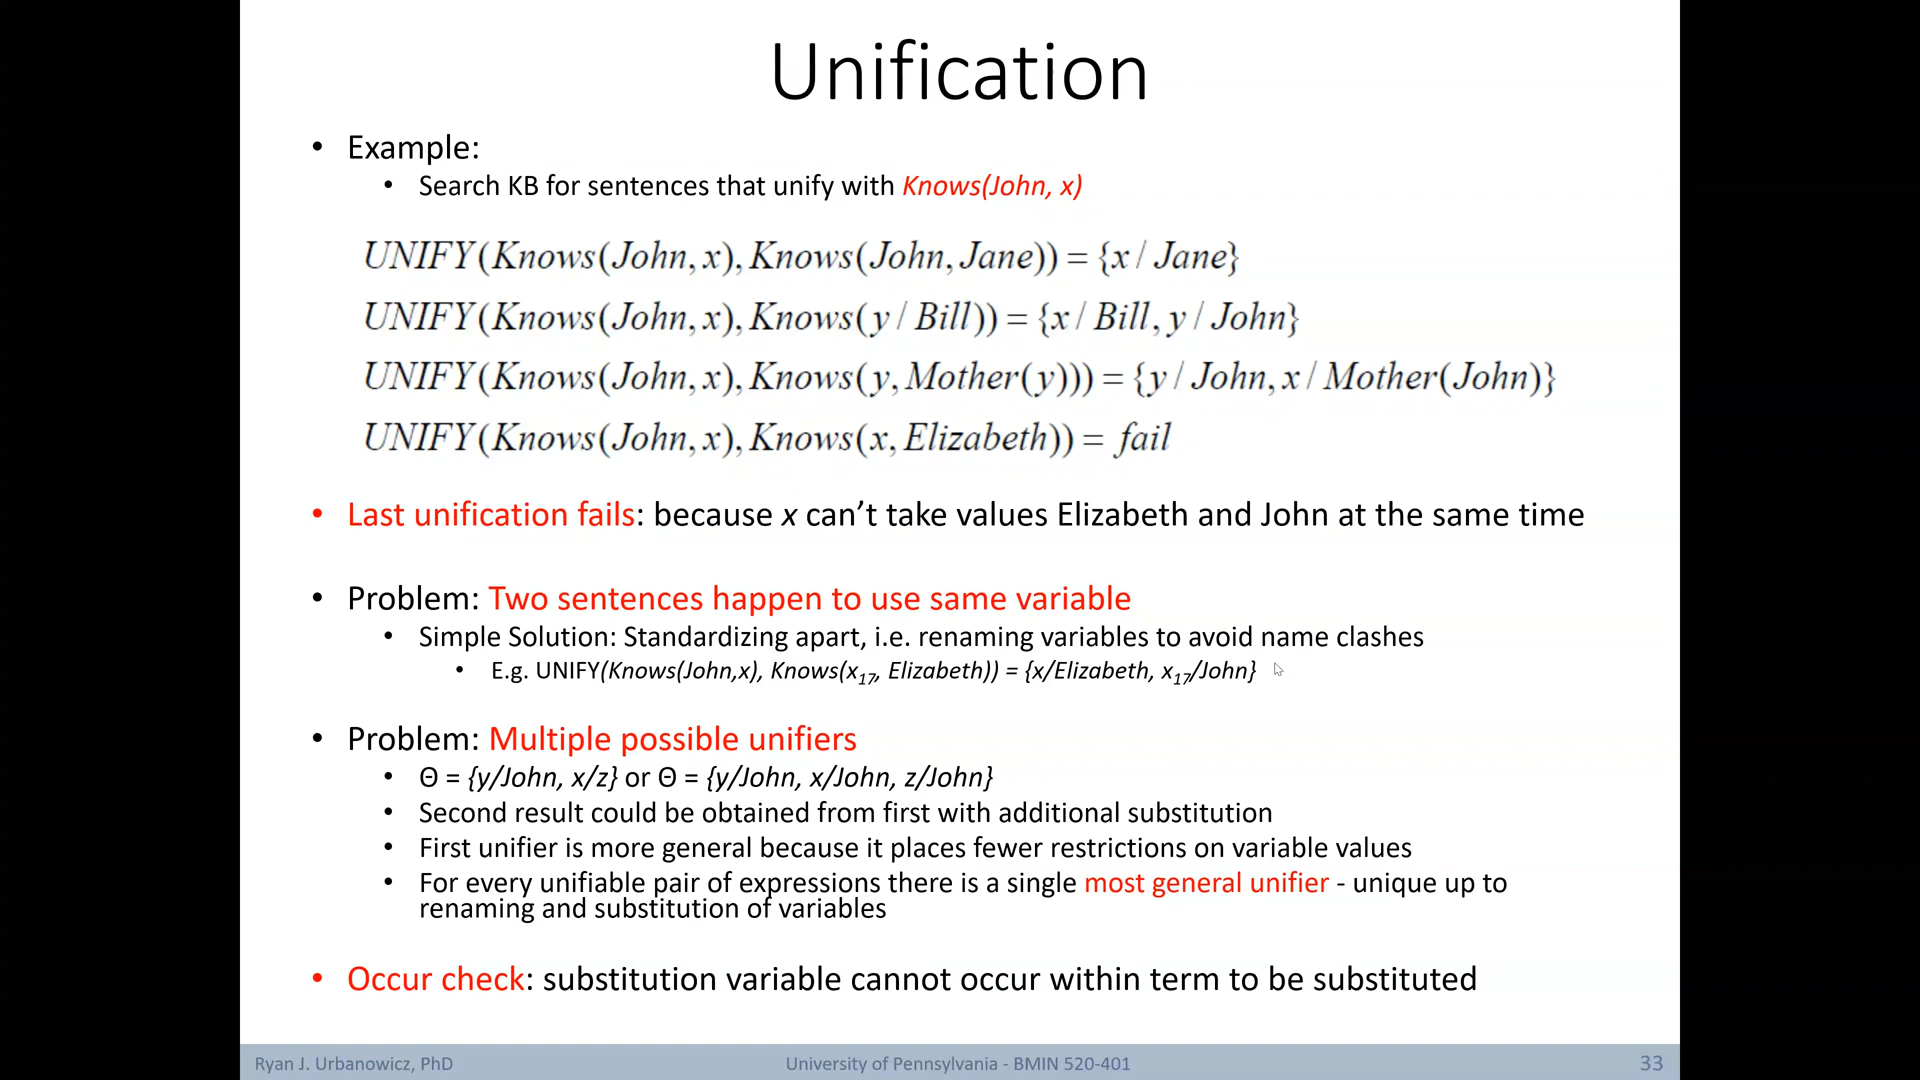 Unification
• Example:
• Search KB for sentences that unify with Knows(John, x)
UNIFY(Knows(John,x),Knows(John,Jane)) = {x / Jane}
UNIFY(Knows(John,x),Knows(y / Bill)) = {x / Bill, y / John}
UNIFY(Knows(John,x),Knows(y,Mother(y))) = {y / John, x / Mother(John)}
UNIFY(Knows(John,x),Knows(x,Elizabeth)) = fail
• Last unification fails: because x can’t take values Elizabeth and John at the same time
• Problem: Two sentences happen to use same variable
• Simple Solution: Standardizing apart, i.e. renaming variables to avoid name clashes
• E.g. UNIFY(Knows(John,x), Knows(x₁₇, Elizabeth)) = {x/Elizabeth, x₁₇/John}
• Problem: Multiple possible unifiers
• Θ = {y/John, x/z} or Θ = {y/John, x/John, z/John}
• Second result could be obtained from first with additional substitution
• First unifier is more general because it places fewer restrictions on variable values
• For every unifiable pair of expressions there is a single most general unifier - unique up to
renaming and substitution of variables
• Occur check: substitution variable cannot occur within term to be substituted
Ryan J. Urbanowicz, PhD
University of Pennsylvania - BMIN 520-401
33